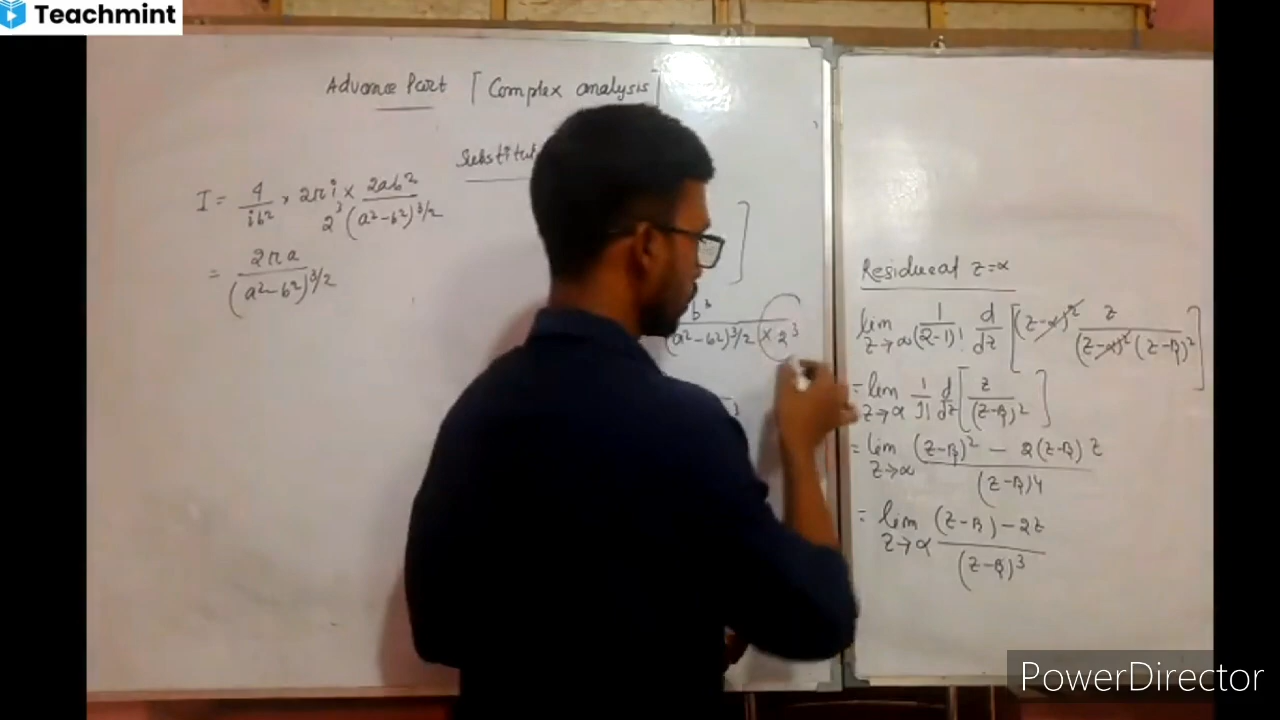 Teachmint
Advance Part [Complex analysis]
I = 4/ib² × 2πi × 2ab²/2³(a²-b²)^3/2
= 2πa/(a²-b²)^3/2
b³
(a²-b²)^3/2 × 2³
Residue at z=α
lim z→α 1/(2-1)! d/dz [(z-α)² z/(z-α)²(z-β)²]
= lim z→α 1/1! d/dz [z/(z-β)²]
= lim z→α (z-β)² - 2(z-β) z/(z-β)4
= lim z→α (z-β)-2z/(z-β)³
PowerDirector